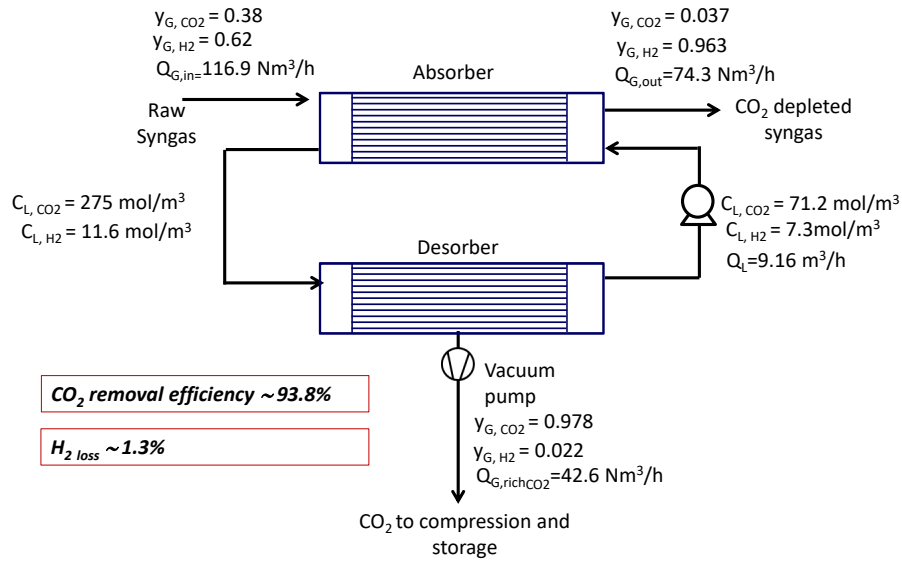 y_G, CO2 = 0.38
y_G, H2 = 0.62
Q_G,in=116.9 Nm³/h
Raw
Syngas
Absorber
y_G, CO2 = 0.037
y_G, H2 = 0.963
Q_G,out=74.3 Nm³/h
CO₂ depleted
syngas
C_L, CO2 = 275 mol/m³
C_L, H2 = 11.6 mol/m³
C_L, CO2 = 71.2 mol/m³
C_L, H2 = 7.3mol/m³
Q_L=9.16 m³/h
Desorber
Vacuum
pump
y_G, CO2 = 0.978
y_G, H2 = 0.022
Q_G,richCO2=42.6 Nm³/h
CO₂ removal efficiency ~93.8%
H₂ loss ~1.3%
CO₂ to compression and
storage